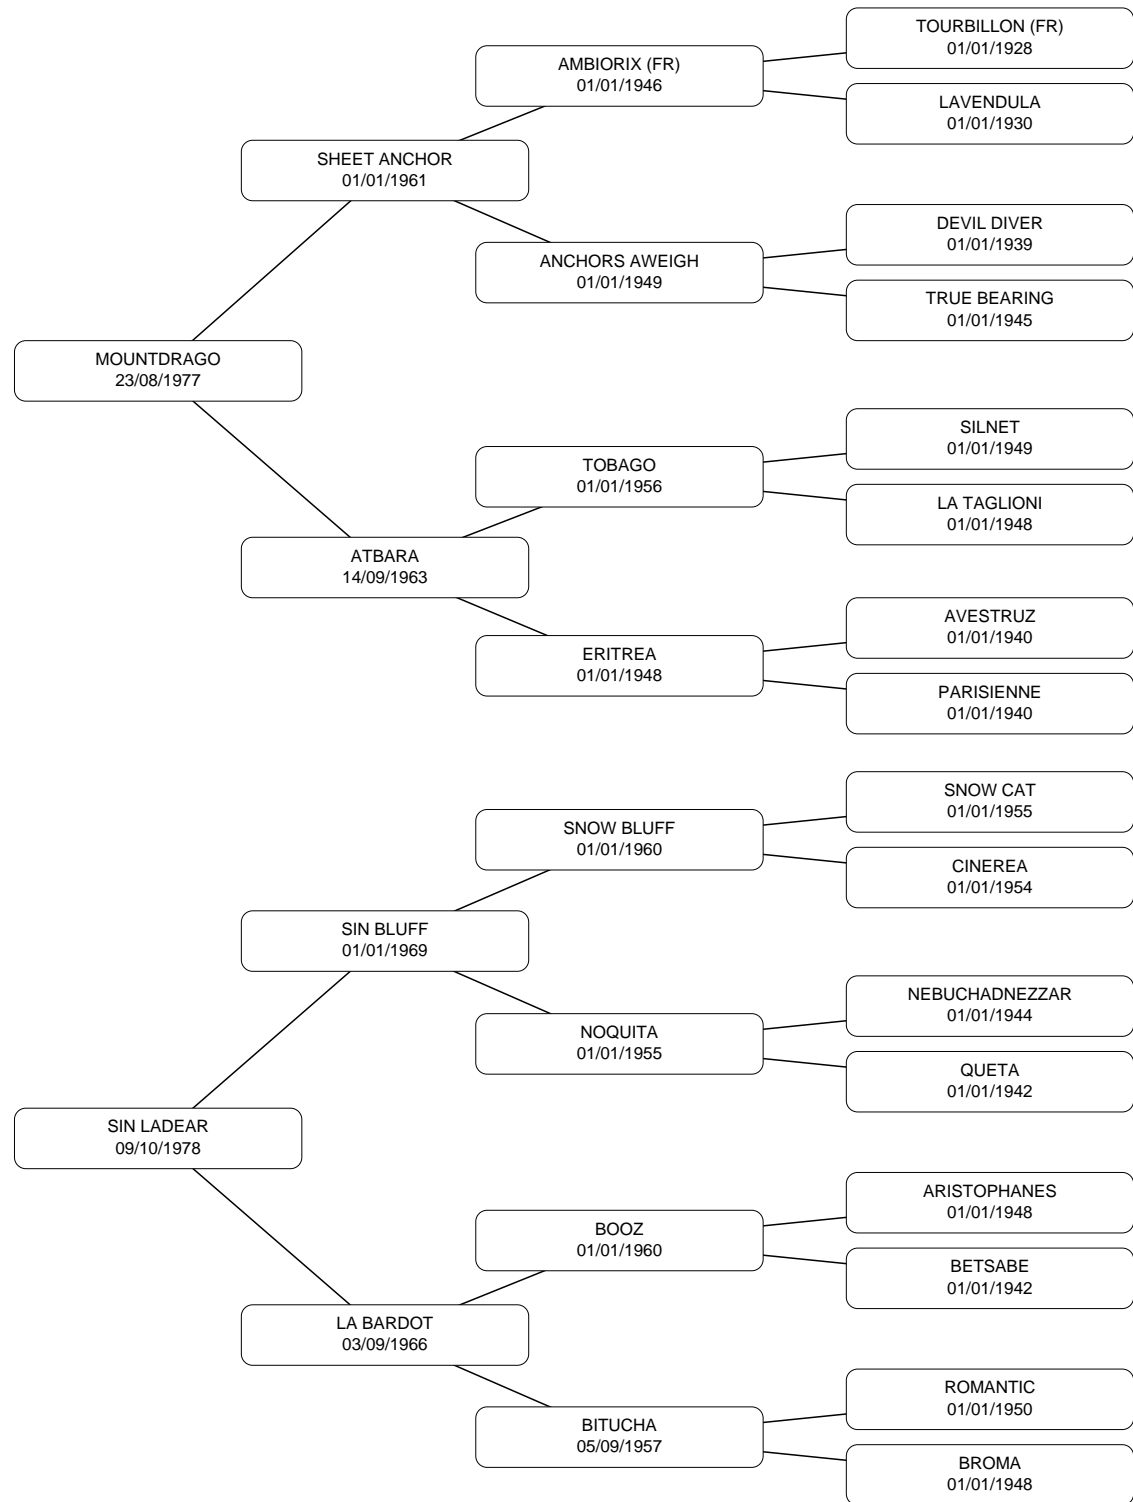 TOURBILLON (FR)
01/01/1928
AMBIORIX (FR)
01/01/1946
LAVENDULA
01/01/1930
SHEET ANCHOR
01/01/1961
DEVIL DIVER
01/01/1939
ANCHORS AWEIGH
01/01/1949
TRUE BEARING
01/01/1945
MOUNTDRAGO
23/08/1977
SILNET
01/01/1949
TOBAGO
01/01/1956
LA TAGLIONI
01/01/1948
ATBARA
14/09/1963
AVESTRUZ
01/01/1940
ERITREA
01/01/1948
PARISIENNE
01/01/1940
SNOW CAT
01/01/1955
SNOW BLUFF
01/01/1960
CINEREA
01/01/1954
SIN BLUFF
01/01/1969
NEBUCHADNEZZAR
01/01/1944
NOQUITA
01/01/1955
QUETA
01/01/1942
SIN LADEAR
09/10/1978
ARISTOPHANES
01/01/1948
BOOZ
01/01/1960
BETSABE
01/01/1942
LA BARDOT
03/09/1966
ROMANTIC
01/01/1950
BITUCHA
05/09/1957
BROMA
01/01/1948